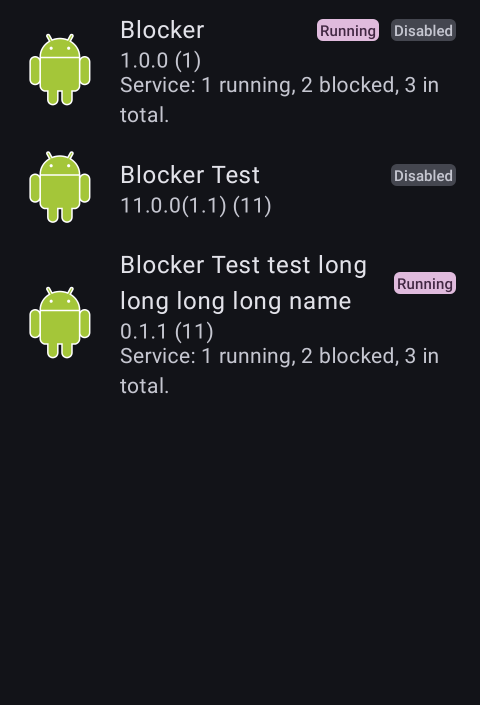 Blocker Running Disabled
1.0.0 (1)
Service: 1 running, 2 blocked, 3 in
total.
Blocker Test Disabled
11.0.0(1.1) (11)
Blocker Test test long
long long long name Running
0.1.1 (11)
Service: 1 running, 2 blocked, 3 in
total.